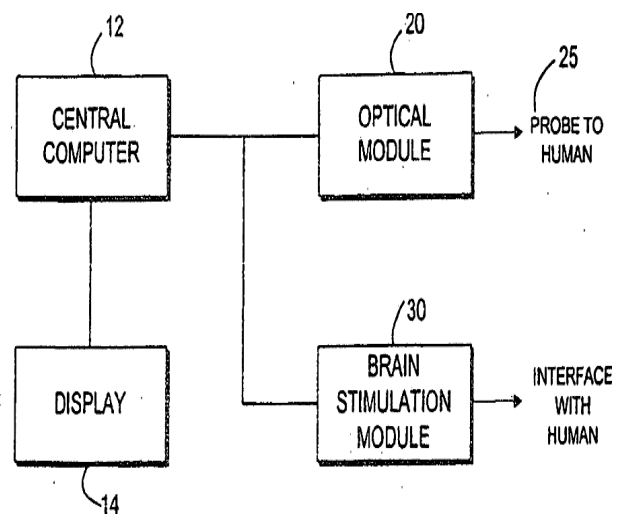 12
CENTRAL
COMPUTER
20
OPTICAL
MODULE
25
PROBE TO
HUMAN
DISPLAY
14
30
BRAIN
STIMULATION
MODULE
INTERFACE
WITH
HUMAN